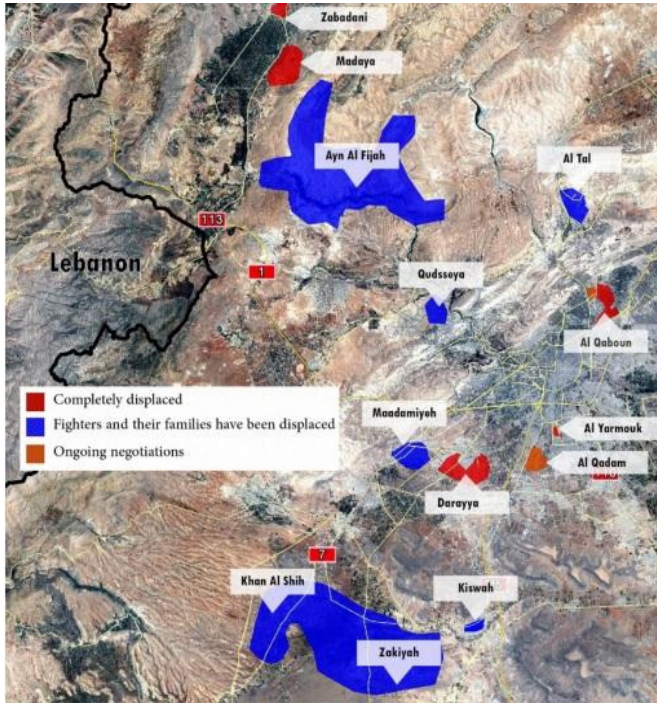 Zabadani
Madaya
Ayn Al Fijah
Al Tal
113
Lebanon
1
Qudsseya
Al Qaboun
Completely displaced
Fighters and their families have been displaced
Ongoing negotiations
Maadamiyeh
Al Yarmouk
Al Qadam
Darayya
7
Khan Al Shih
Kiswah
Zakiyah